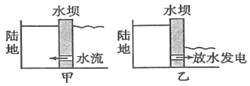 水坝 水坝
陆地 水流 陆地 放水发电
甲 乙